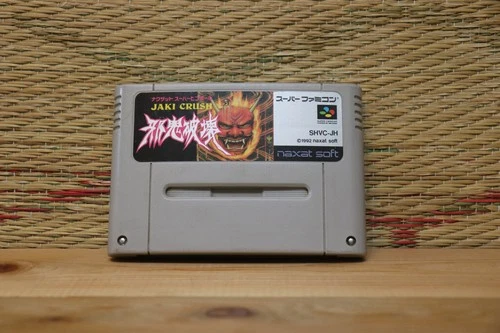 ナグザット スーパーピンボール
JAKI CRUSH
邪鬼破壊
スーパーファミコン
SHVC-JH
©1992 naxat soft
naxat soft